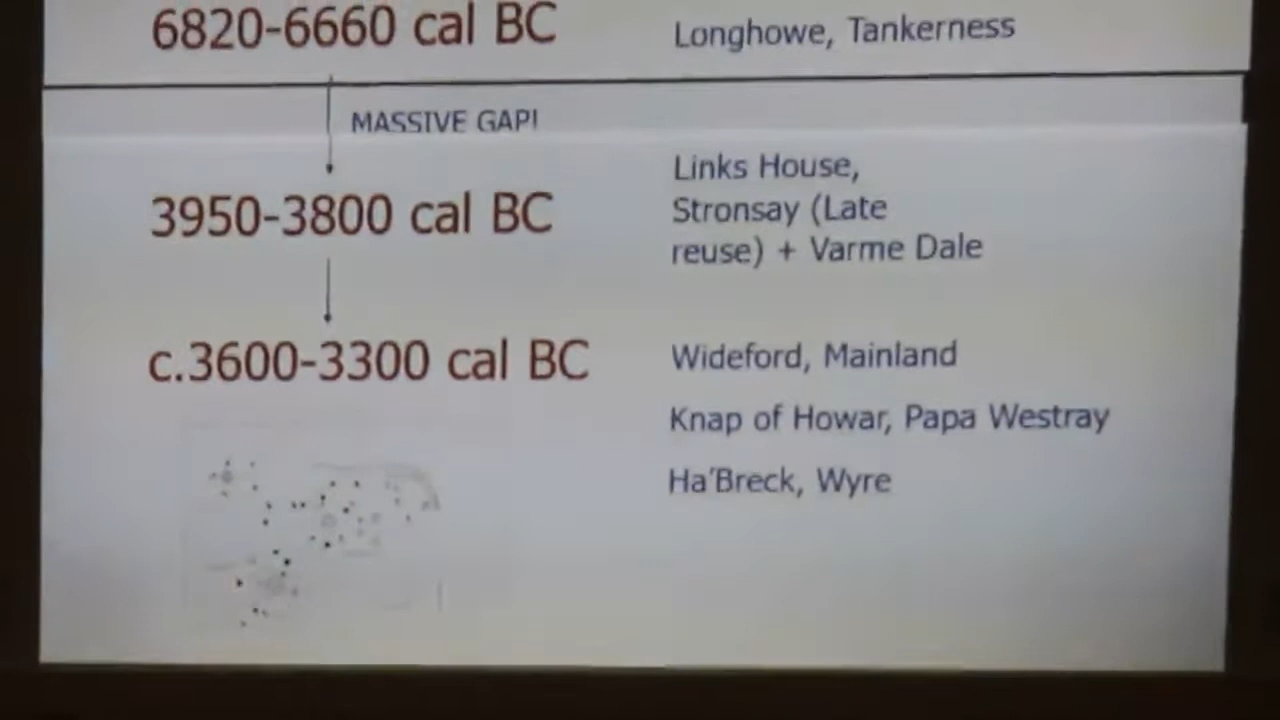 6820-6660 cal BC
Longhowe, Tankerness
MASSIVE GAP!
3950-3800 cal BC
Links House,
Stronsay (Late
reuse) + Varme Dale
c.3600-3300 cal BC
Wideford, Mainland
Knap of Howar, Papa Westray
Ha'Breck, Wyre